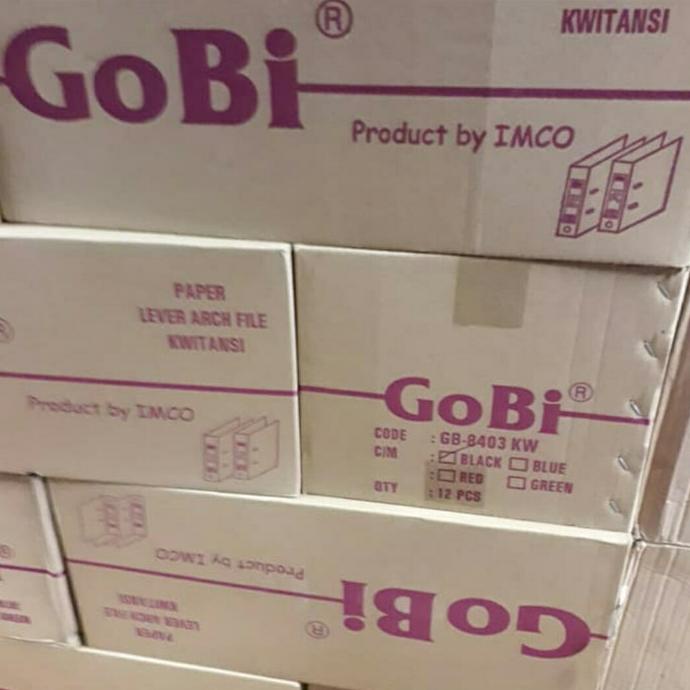 GoBi®
KWITANSI
Product by IMCO
PAPER
LEVER ARCH FILE
KWITANSI
Product by IMCO
GoBi®
CODE : GB-8403 KW
C/M : BLACK BLUE
: RED GREEN
QTY : 12 PCS
GoBi®
Product by IMCO
PAPER
LEVER ARCH FILE
KWITANSI